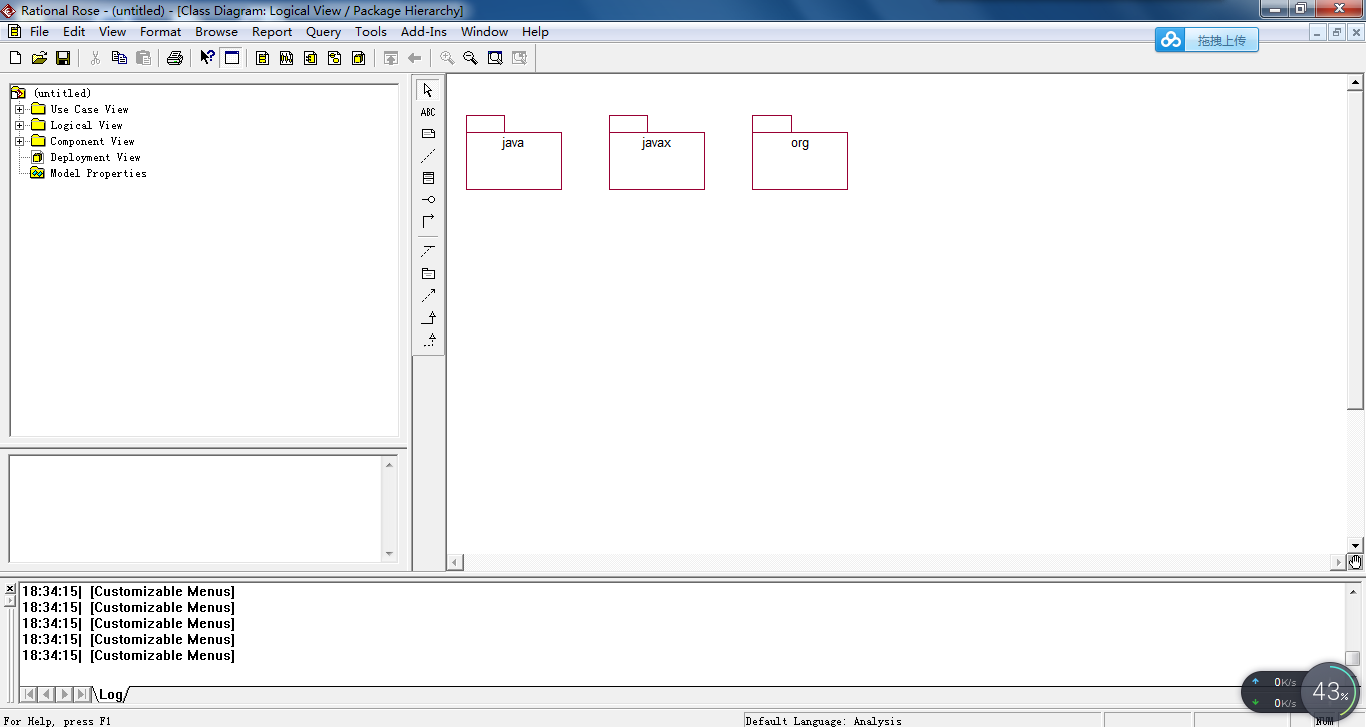 Rational Rose - (untitled) - [Class Diagram: Logical View / Package Hierarchy]
File Edit View Format Browse Report Query Tools Add-Ins Window Help
拖拽上传
(untitled)
Use Case View
Logical View
Component View
Deployment View
Model Properties
ABC
java
javax
org
18:34:15| [Customizable Menus]
18:34:15| [Customizable Menus]
18:34:15| [Customizable Menus]
18:34:15| [Customizable Menus]
18:34:15| [Customizable Menus]
Log
0K/s
0K/s
43%
For Help, press F1
Default Language: Analysis
NUM